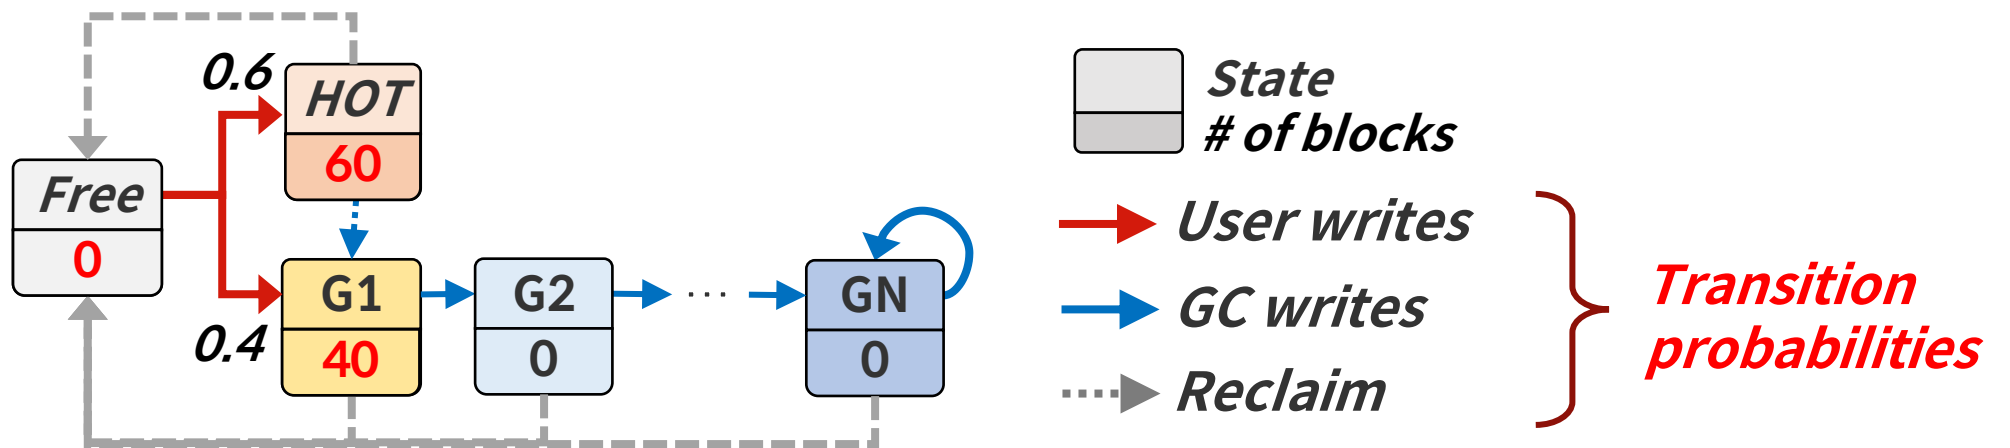 0.6
HOT
60
Free
0
0.4
G1
40
G2
0
...
GN
0
State
# of blocks
User writes
GC writes
Reclaim
Transition
probabilities